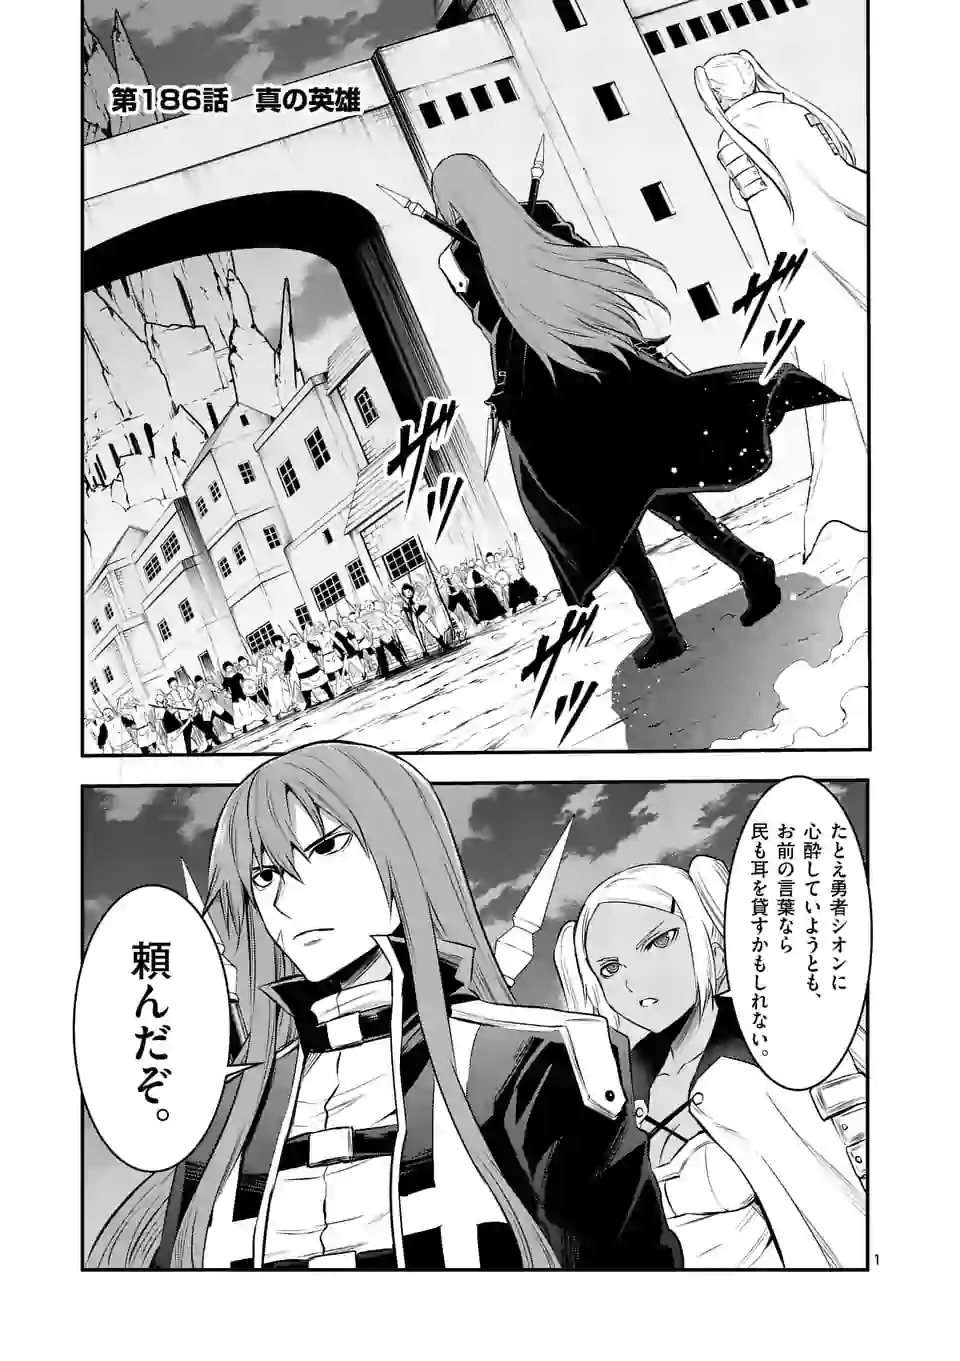 第186話　真の英雄
ザッ
ザッ
ザッ
ザッ
たとえ勇者シオンに
心酔していようとも、
お前の言葉なら
民も耳を貸すかもしれない。
頼んだぞ。
1